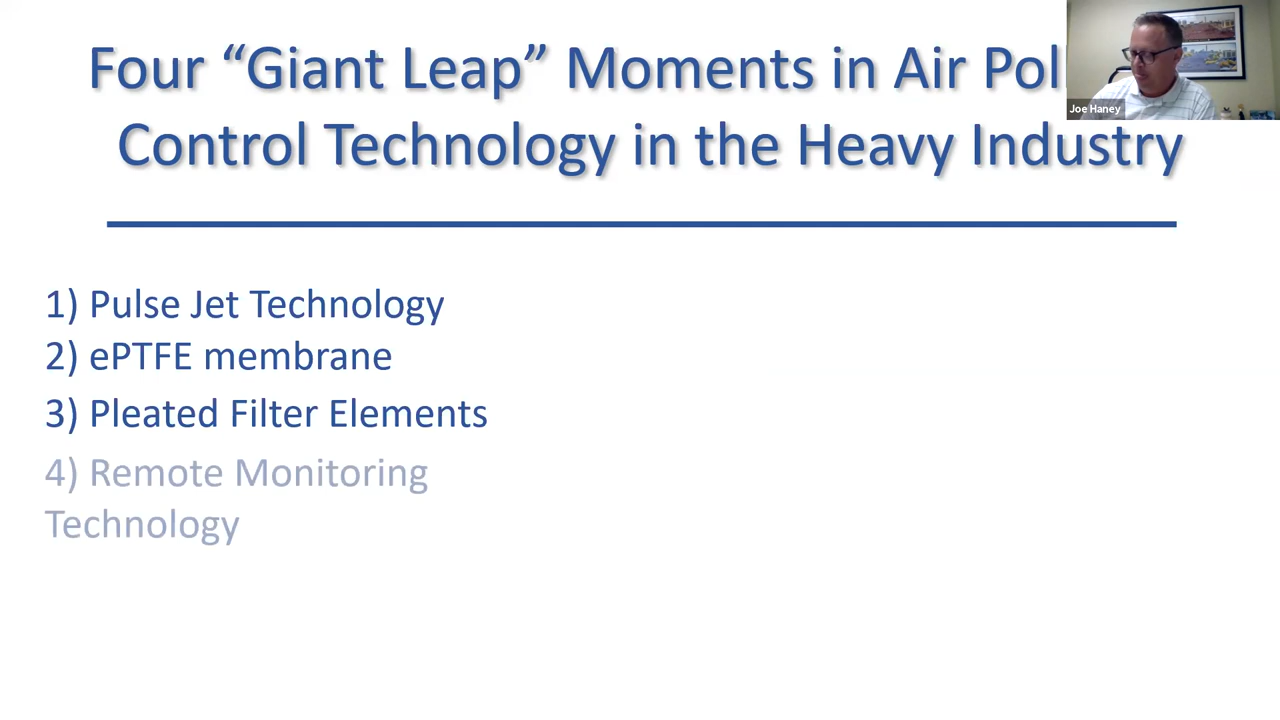 Four “Giant Leap” Moments in Air Pol
Joe Haney
Control Technology in the Heavy Industry
1) Pulse Jet Technology
2) ePTFE membrane
3) Pleated Filter Elements
4) Remote Monitoring
Technology